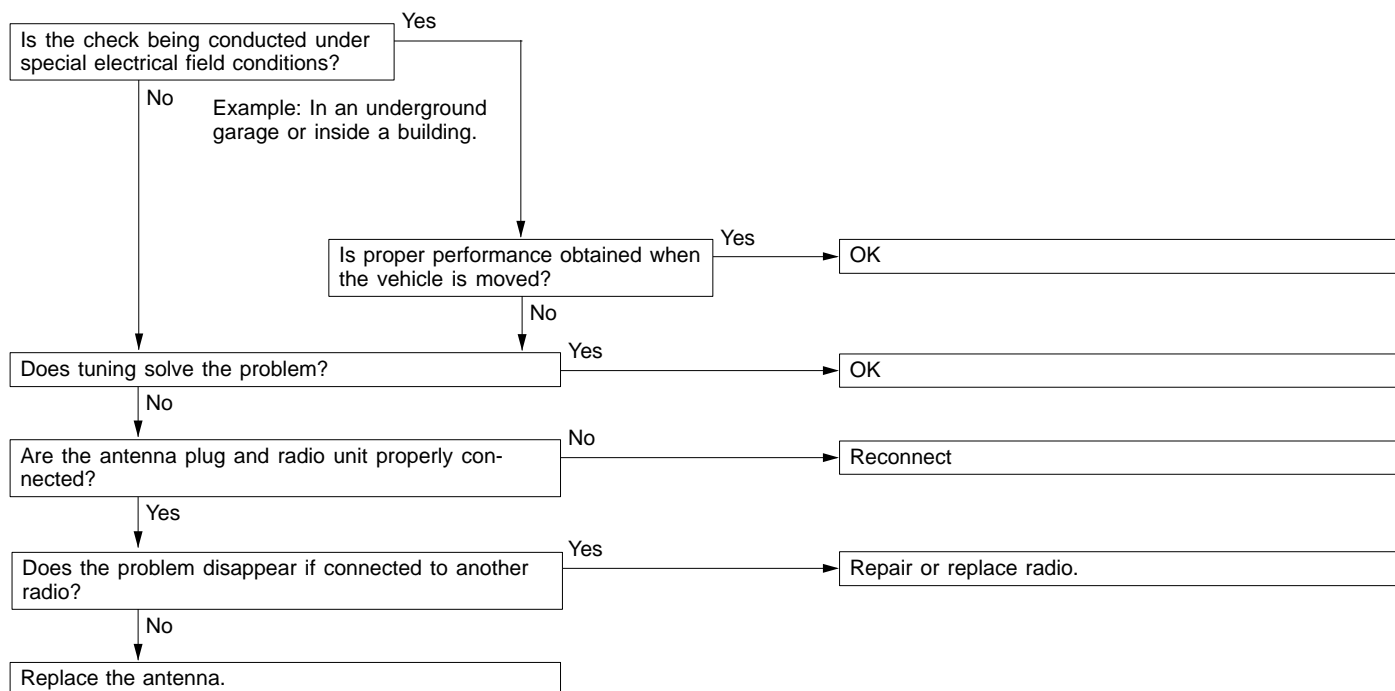 Yes
Is the check being conducted under
special electrical field conditions?
No
Example: In an underground
garage or inside a building.
Is proper performance obtained when
the vehicle is moved?
Yes
OK
No
Does tuning solve the problem?
Yes
OK
No
Are the antenna plug and radio unit properly con-
nected?
No
Reconnect
Yes
Does the problem disappear if connected to another
radio?
Yes
Repair or replace radio.
No
Replace the antenna.